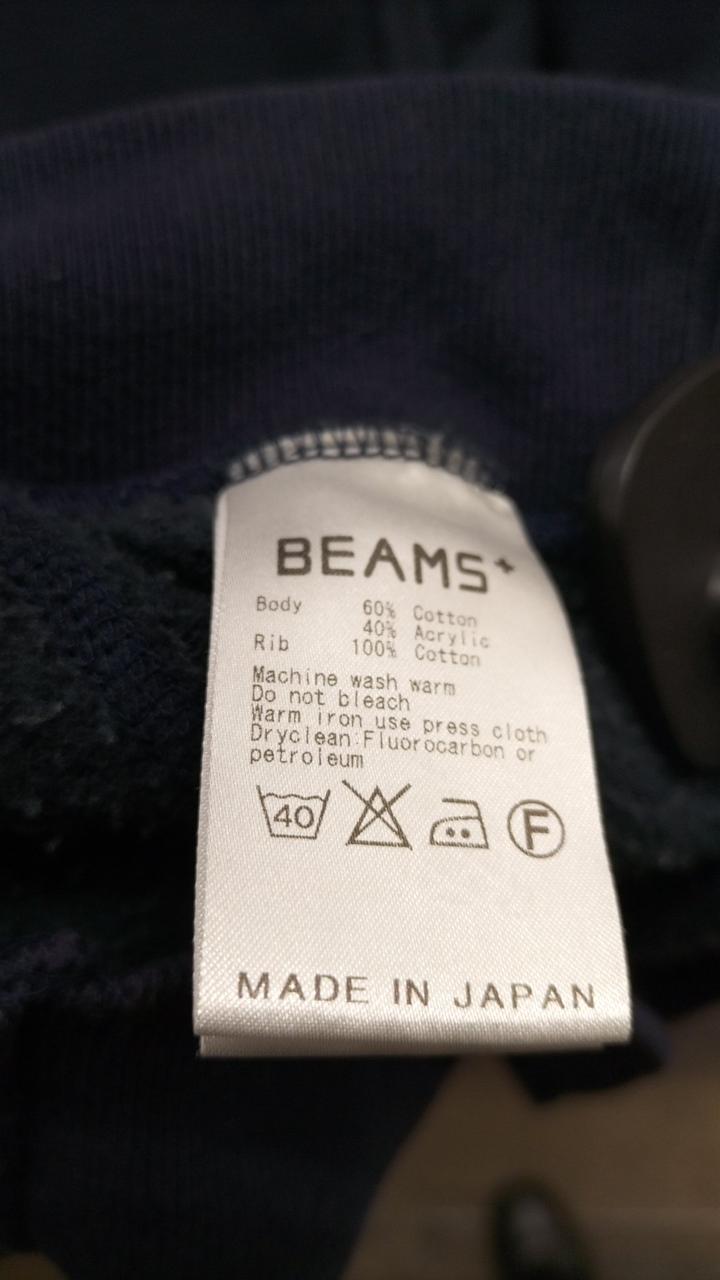 BEAMS+
Body 60% Cotton
40% Acrylic
Rib 100% Cotton
Machine wash warm
Do not bleach
Warm iron use press cloth
Dryclean:Fluorocarbon or
petroleum
40 F
MADE IN JAPAN